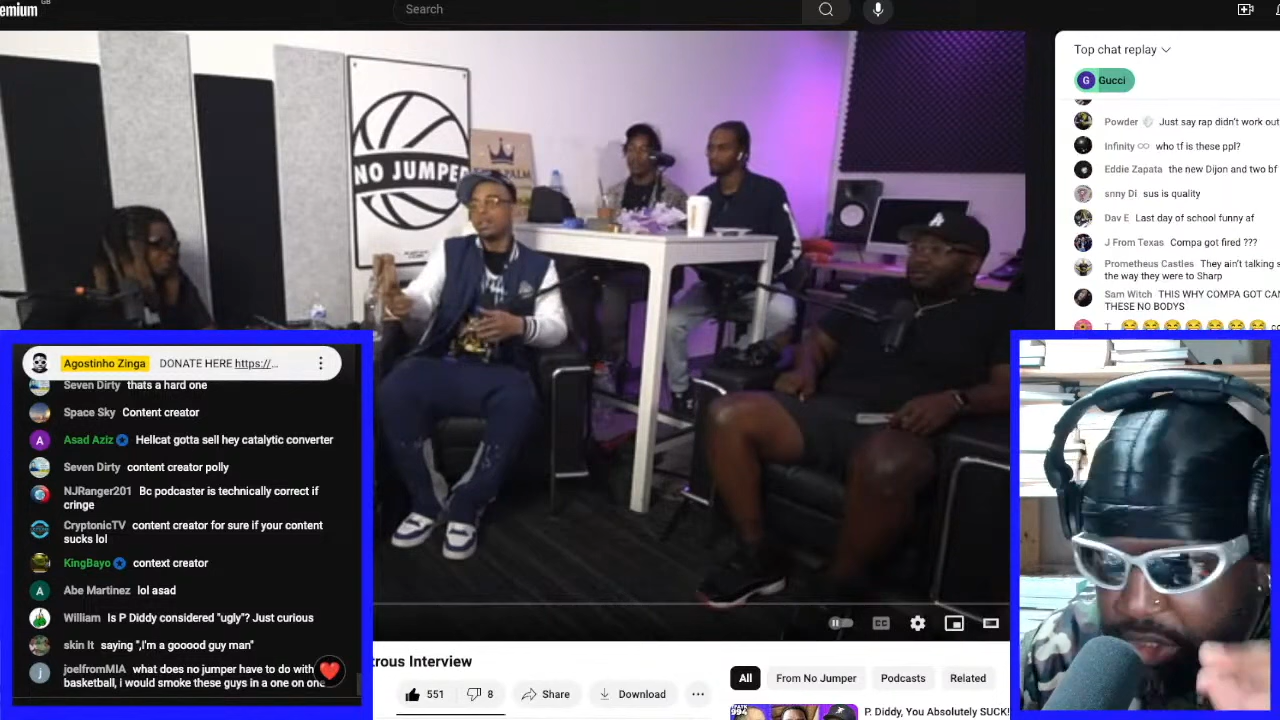 emium
GB
Search
Top chat replay
G Gucci
Powder Just say rap didn't work out
Infinity who tf is these ppl?
Eddie Zapata the new Dijon and two bf
snny Di sus is quality
Dav E Last day of school funny af
J From Texas Compa got fired ???
Prometheus Castles They ain't talking s
the way they were to Sharp
Sam Witch THIS WHY COMPA GOT CAN
THESE NO BODYS
NO JUMPER
PALM
A
Agostinho Zinga DONATE HERE https://...
Seven Dirty thats a hard one
Space Sky Content creator
A Asad Aziz Hellcat gotta sell hey catalytic converter
Seven Dirty content creator polly
NJRanger201 Bc podcaster is technically correct if
cringe
CryptonicTV content creator for sure if your content
sucks lol
KingBayo context creator
A Abe Martinez lol asad
William Is P Diddy considered "ugly"? Just curious
skin It saying ",I'm a gooood guy man"
j joelfromMIA what does no jumper have to do with
basketball, i would smoke these guys in a one on one
CC
trous Interview
551
8
Share
Download
All
From No Jumper
Podcasts
Related
P. Diddy, You Absolutely SUCK!
994